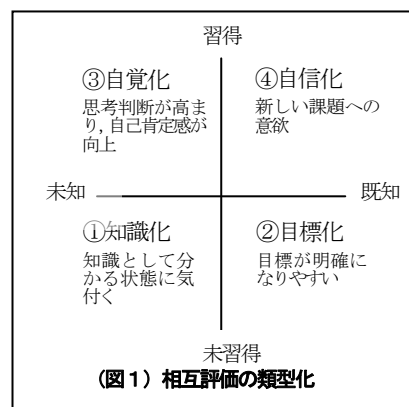 習得
③自覚化
思考判断が高ま
り,自己肯定感が
向上
④自信化
新しい課題への
意欲
未知
既知
①知識化
知識として分
かる状態に気
付く
②目標化
目標が明確に
なりやすい
未習得
(図1) 相互評価の類型化